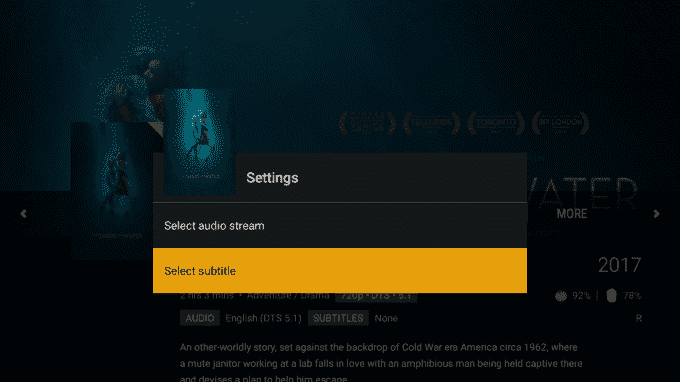 TORONTO
BFI LONDON
Settings
WATER
Select audio stream
MORE
Select subtitle
2017
2 hrs 3 mins • Adventure / Drama 720p • DTS • 5.1
92% 78%
AUDIO English (DTS 5.1) SUBTITLES None
R
An other-worldly story, set against the backdrop of Cold War era America circa 1962, where
a mute janitor working at a lab falls in love with an amphibious man being held captive there
and devises a plan to help him escape.